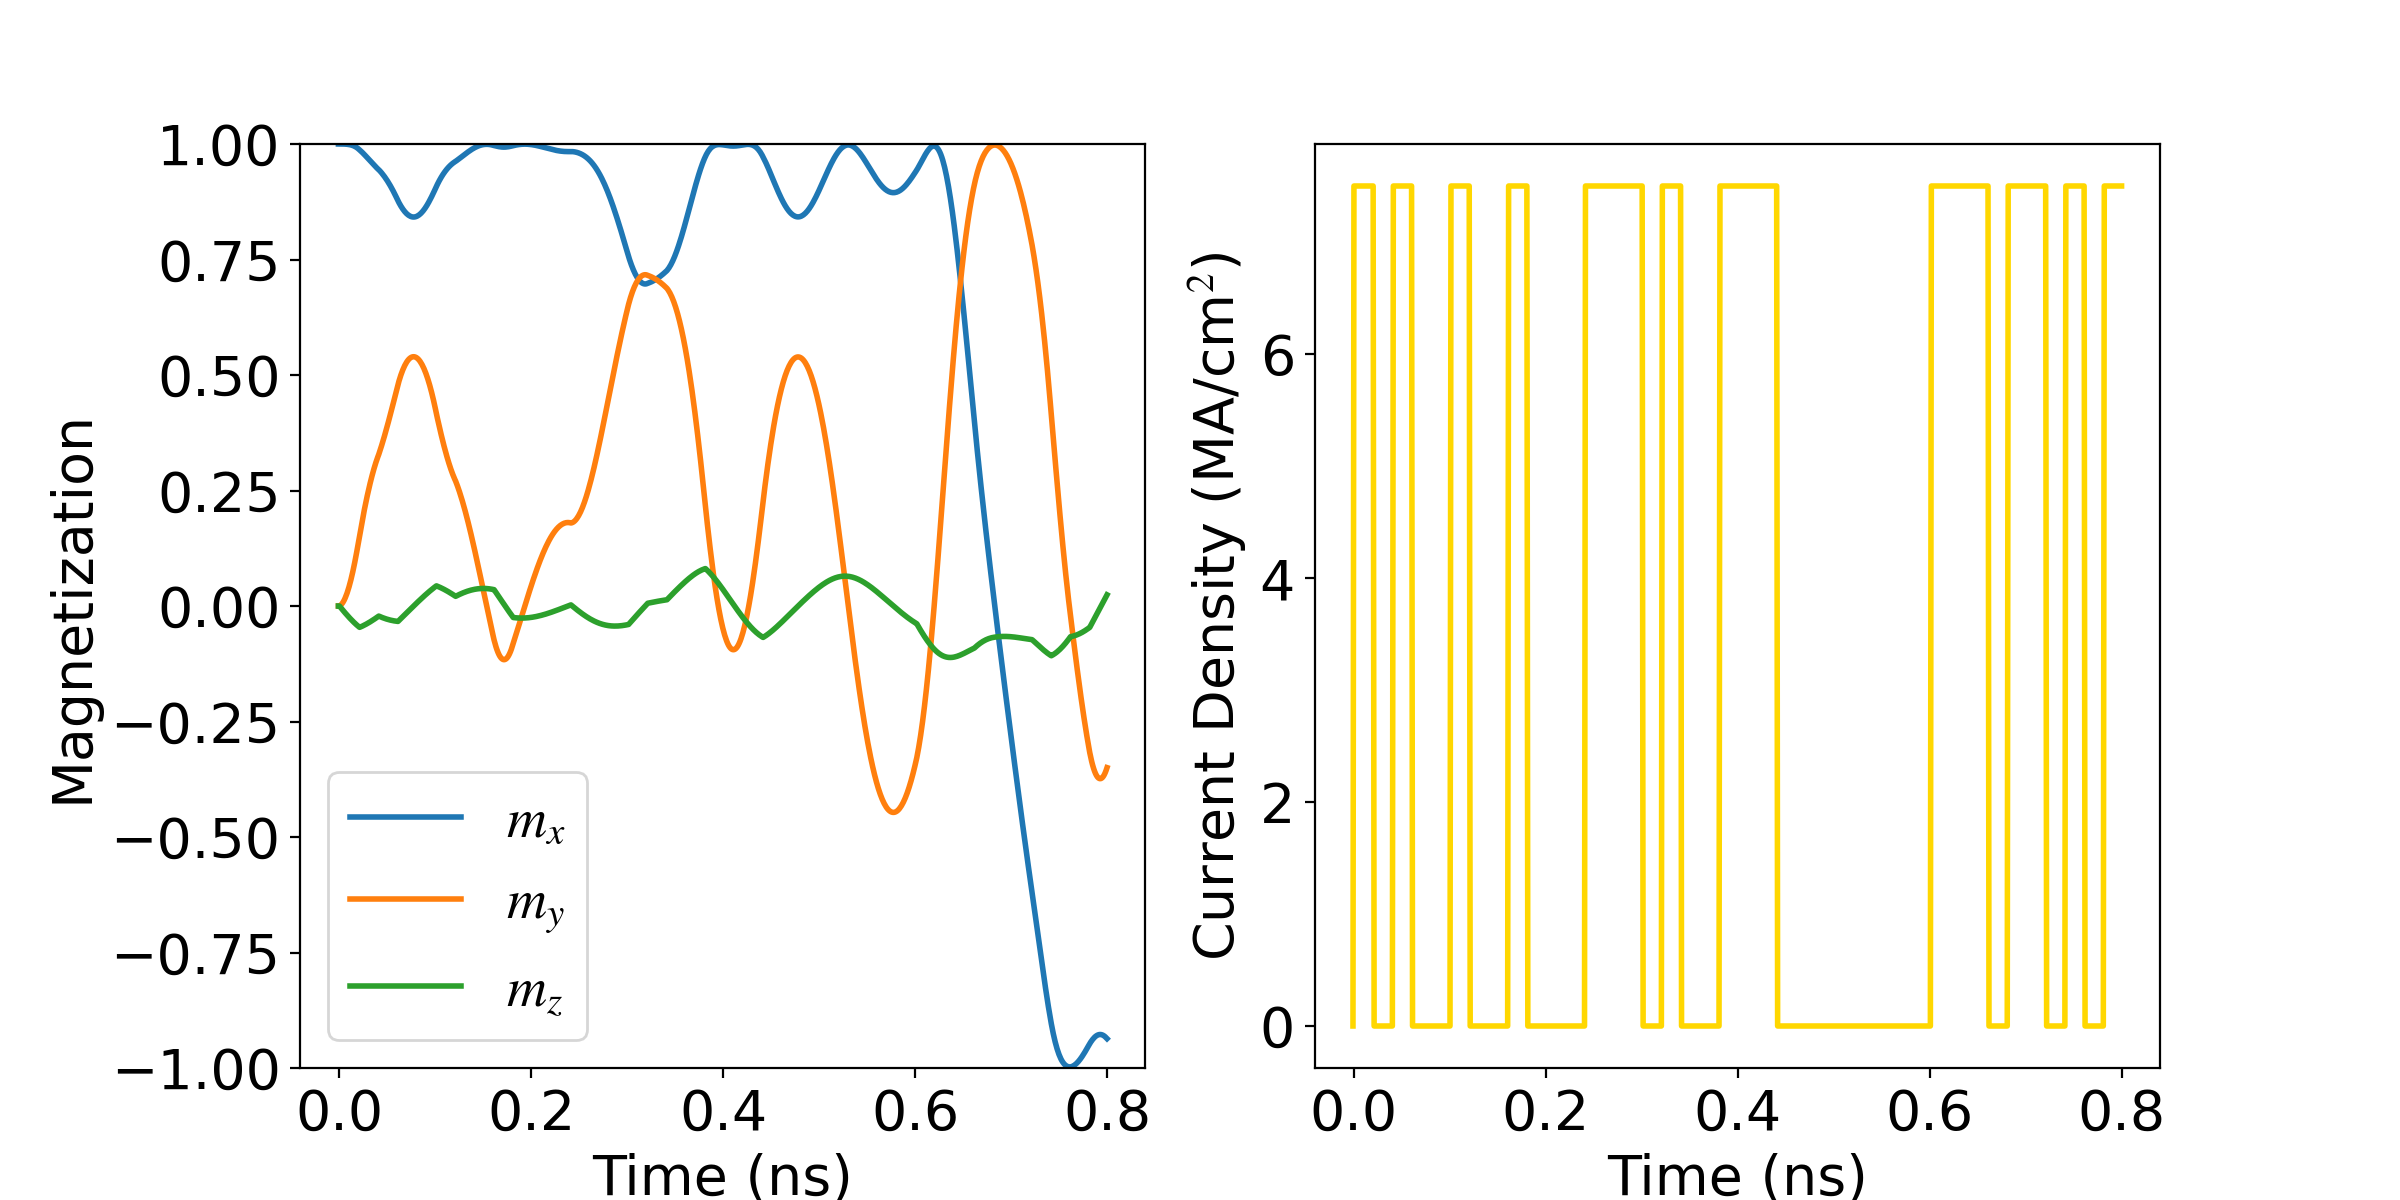 Magnetization
1.00
0.75
0.50
0.25
0.00
−0.25
−0.50
−0.75
−1.00
0.0 0.2 0.4 0.6 0.8
Time (ns)
m_x
m_y
m_z
Current Density (MA/cm²)
6
4
2
0
0.0 0.2 0.4 0.6 0.8
Time (ns)